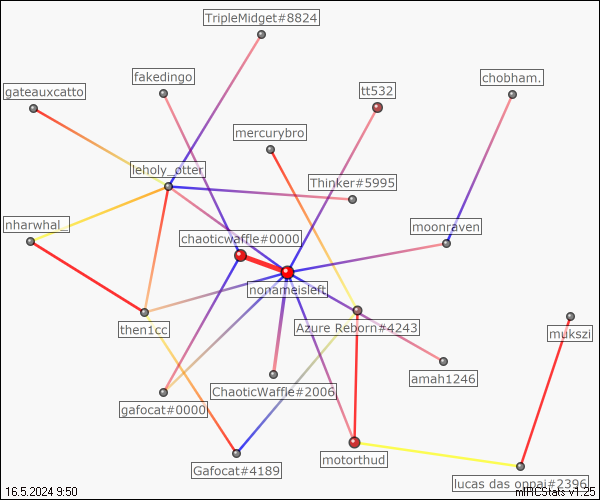 TripleMidget#8824
fakedingo
chobham.
gateauxcatto
tt532
mercurybro
leholy_otter
Thinker#5995
nharwhal_
moonraven
chaoticwaffle#0000
nonameisleft
then1cc
Azure Reborn#4243
mukszi
amah1246
ChaoticWaffle#2006
gafocat#0000
motorthud
Gafocat#4189
lucas das oppai#2396
16.5.2024 9:50
mIRCStats v1.25